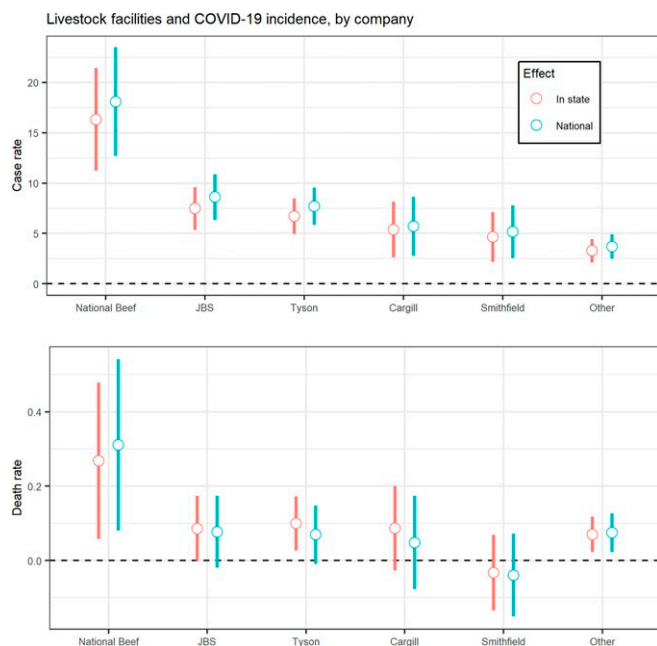 Livestock facilities and COVID-19 incidence, by company
Case rate
20
15
10
5
0
Effect
In state
National
National Beef JBS Tyson Cargill Smithfield Other
Death rate
0.4
0.2
0.0
National Beef JBS Tyson Cargill Smithfield Other